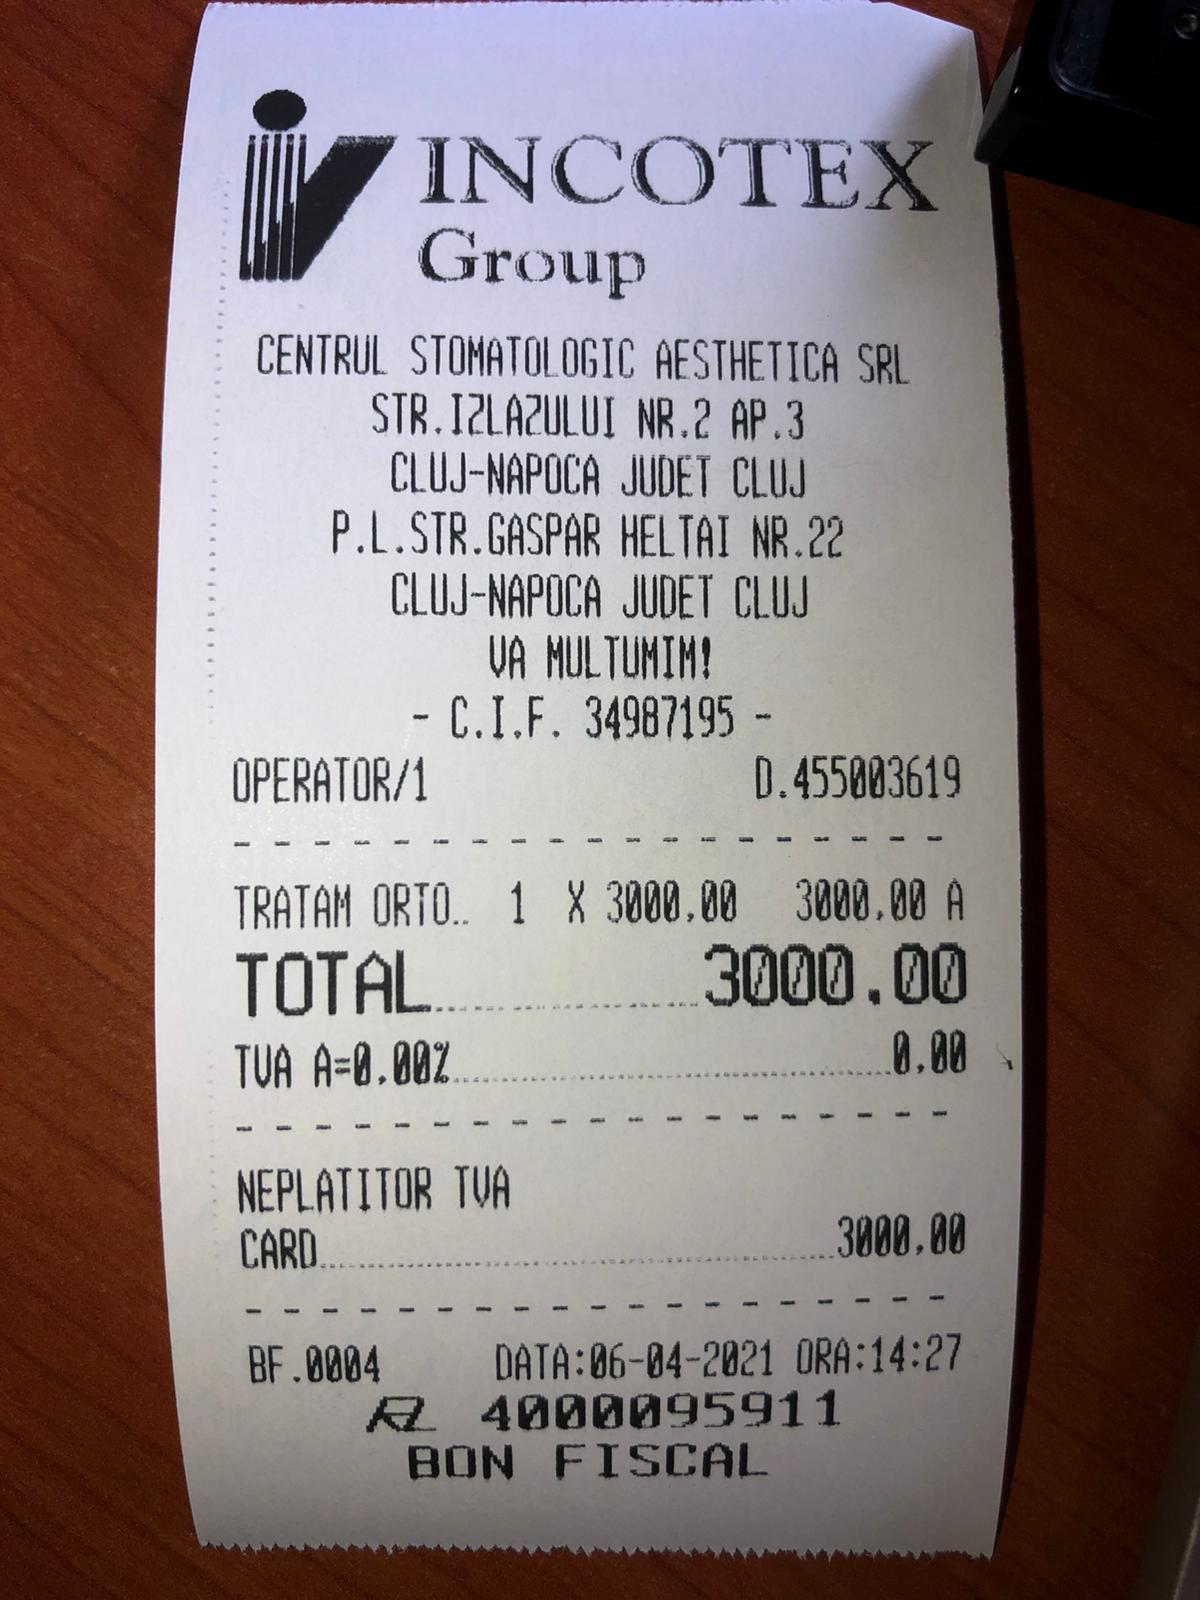 INCOTEX
Group
CENTRUL STOMATOLOGIC AESTHETICA SRL
STR.IZLAZULUI NR.2 AP.3
CLUJ-NAPOCA JUDET CLUJ
P.L.STR.GASPAR HELTAI NR.22
CLUJ-NAPOCA JUDET CLUJ
VA MULTUMIM!
- C.I.F. 34987195 -
OPERATOR/1 D.455003619
TRATAM ORTO.. 1 X 3000,00 3000,00 A
TOTAL 3000.00
TVA A=0.00% 0,00
NEPLATITOR TVA
CARD 3000,00
BF.0004 DATA:06-04-2021 ORA:14:27
4000095911
BON FISCAL